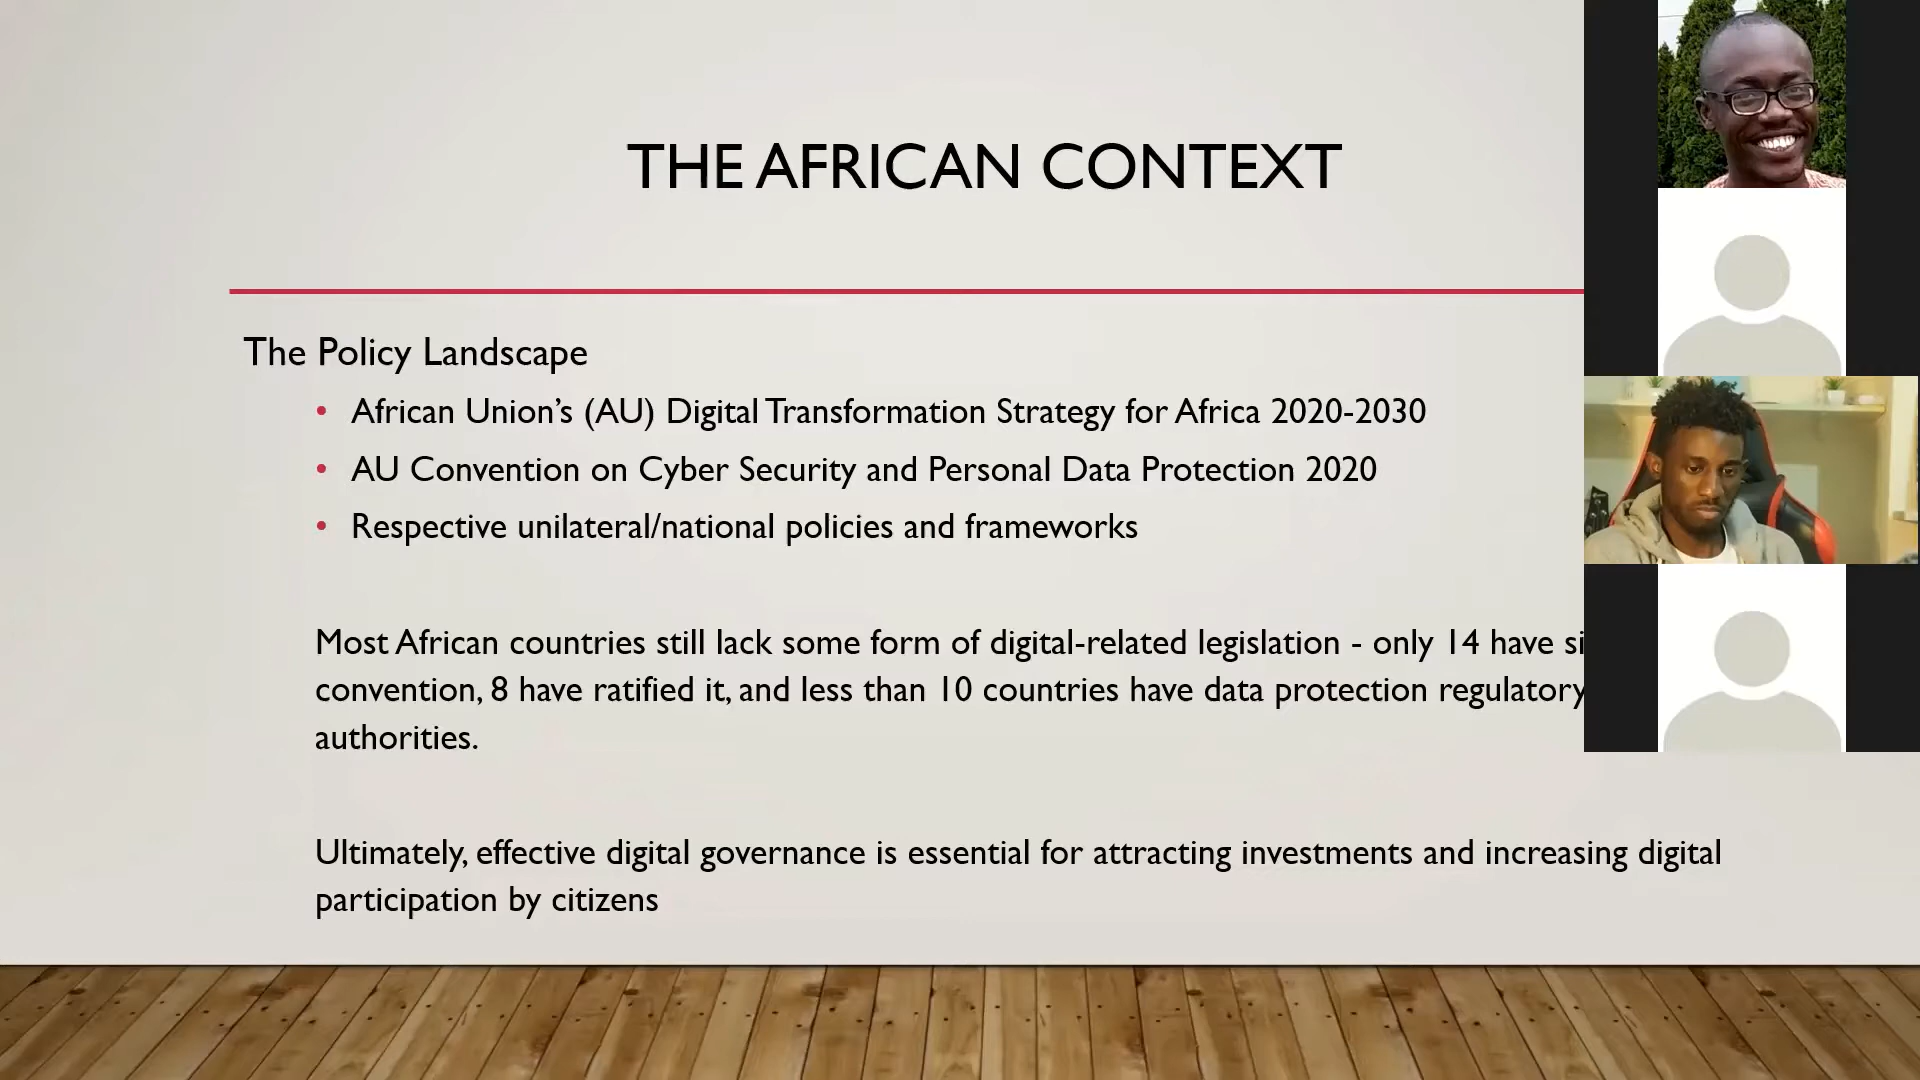 THE AFRICAN CONTEXT
The Policy Landscape
• African Union’s (AU) Digital Transformation Strategy for Africa 2020-2030
• AU Convention on Cyber Security and Personal Data Protection 2020
• Respective unilateral/national policies and frameworks
Most African countries still lack some form of digital-related legislation - only 14 have
convention, 8 have ratified it, and less than 10 countries have data protection regulatory
authorities.
Ultimately, effective digital governance is essential for attracting investments and increasing digital
participation by citizens